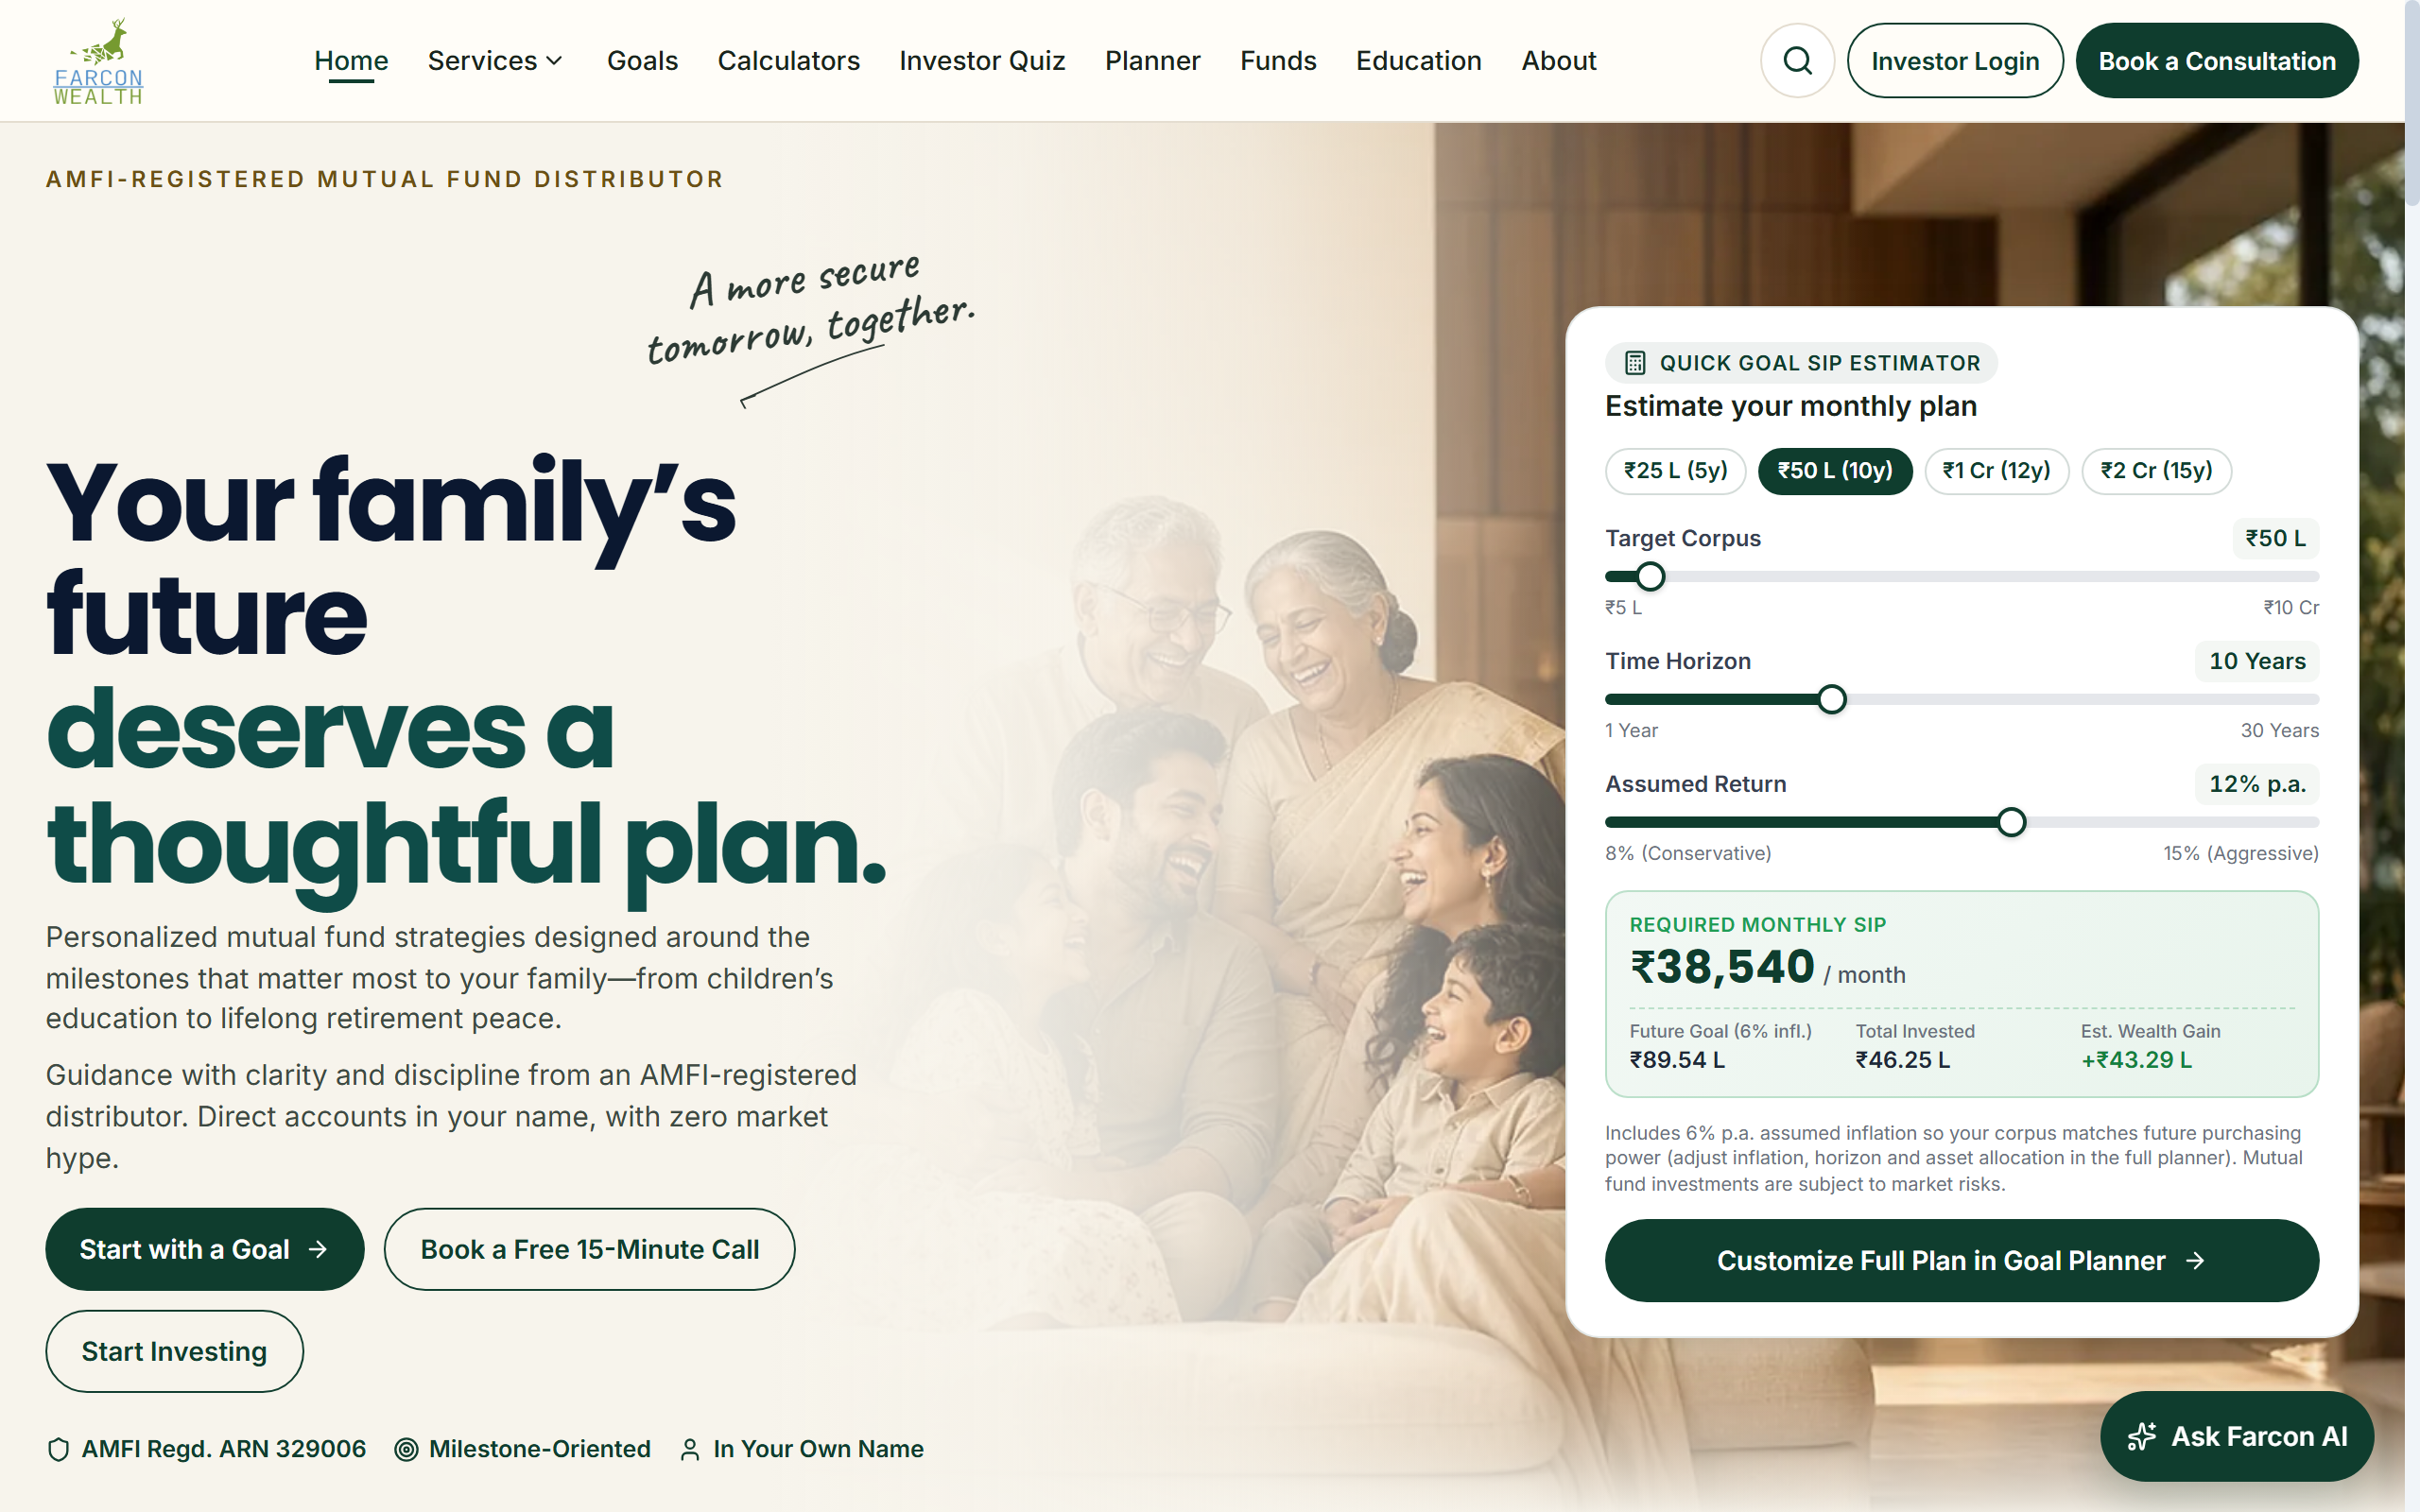 FARCON
WEALTH
Home
Services
Goals
Calculators
Investor Quiz
Planner
Funds
Education
About
Investor Login
Book a Consultation
AMFI-REGISTERED MUTUAL FUND DISTRIBUTOR
A more secure
tomorrow, together.
Your family’s
future
deserves a
thoughtful plan.
Personalized mutual fund strategies designed around the
milestones that matter most to your family—from children’s
education to lifelong retirement peace.
Guidance with clarity and discipline from an AMFI-registered
distributor. Direct accounts in your name, with zero market
hype.
Start with a Goal
Book a Free 15-Minute Call
Start Investing
AMFI Regd. ARN 329006
Milestone-Oriented
In Your Own Name
QUICK GOAL SIP ESTIMATOR
Estimate your monthly plan
₹25 L (5y)
₹50 L (10y)
₹1 Cr (12y)
₹2 Cr (15y)
Target Corpus
₹50 L
₹5 L
₹10 Cr
Time Horizon
10 Years
1 Year
30 Years
Assumed Return
12% p.a.
8% (Conservative)
15% (Aggressive)
REQUIRED MONTHLY SIP
₹38,540 / month
Future Goal (6% infl.)
₹89.54 L
Total Invested
₹46.25 L
Est. Wealth Gain
+₹43.29 L
Includes 6% p.a. assumed inflation so your corpus matches future purchasing
power (adjust inflation, horizon and asset allocation in the full planner). Mutual
fund investments are subject to market risks.
Customize Full Plan in Goal Planner
Ask Farcon AI